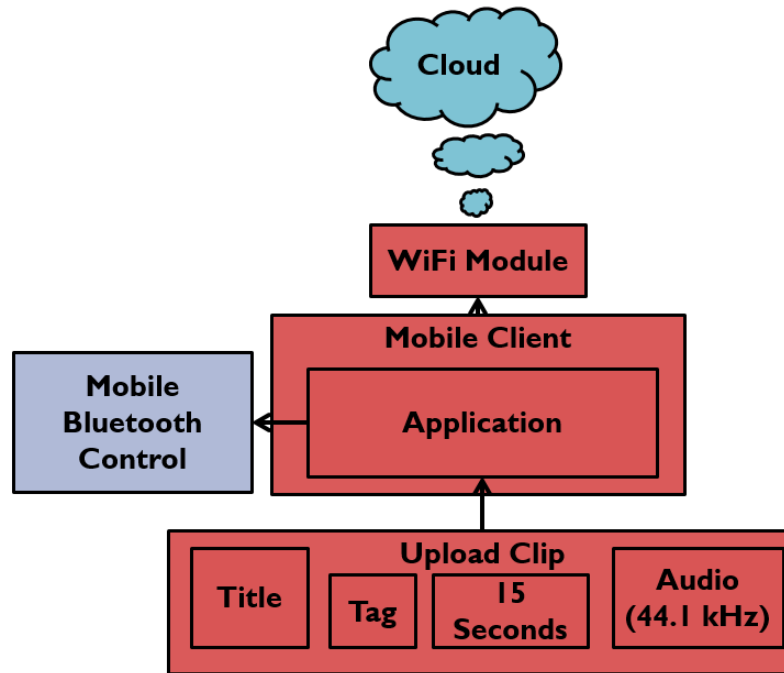 Cloud
WiFi Module
Mobile Client
Application
Mobile
Bluetooth
Control
Upload Clip
Title
Tag
15
Seconds
Audio
(44.1 kHz)